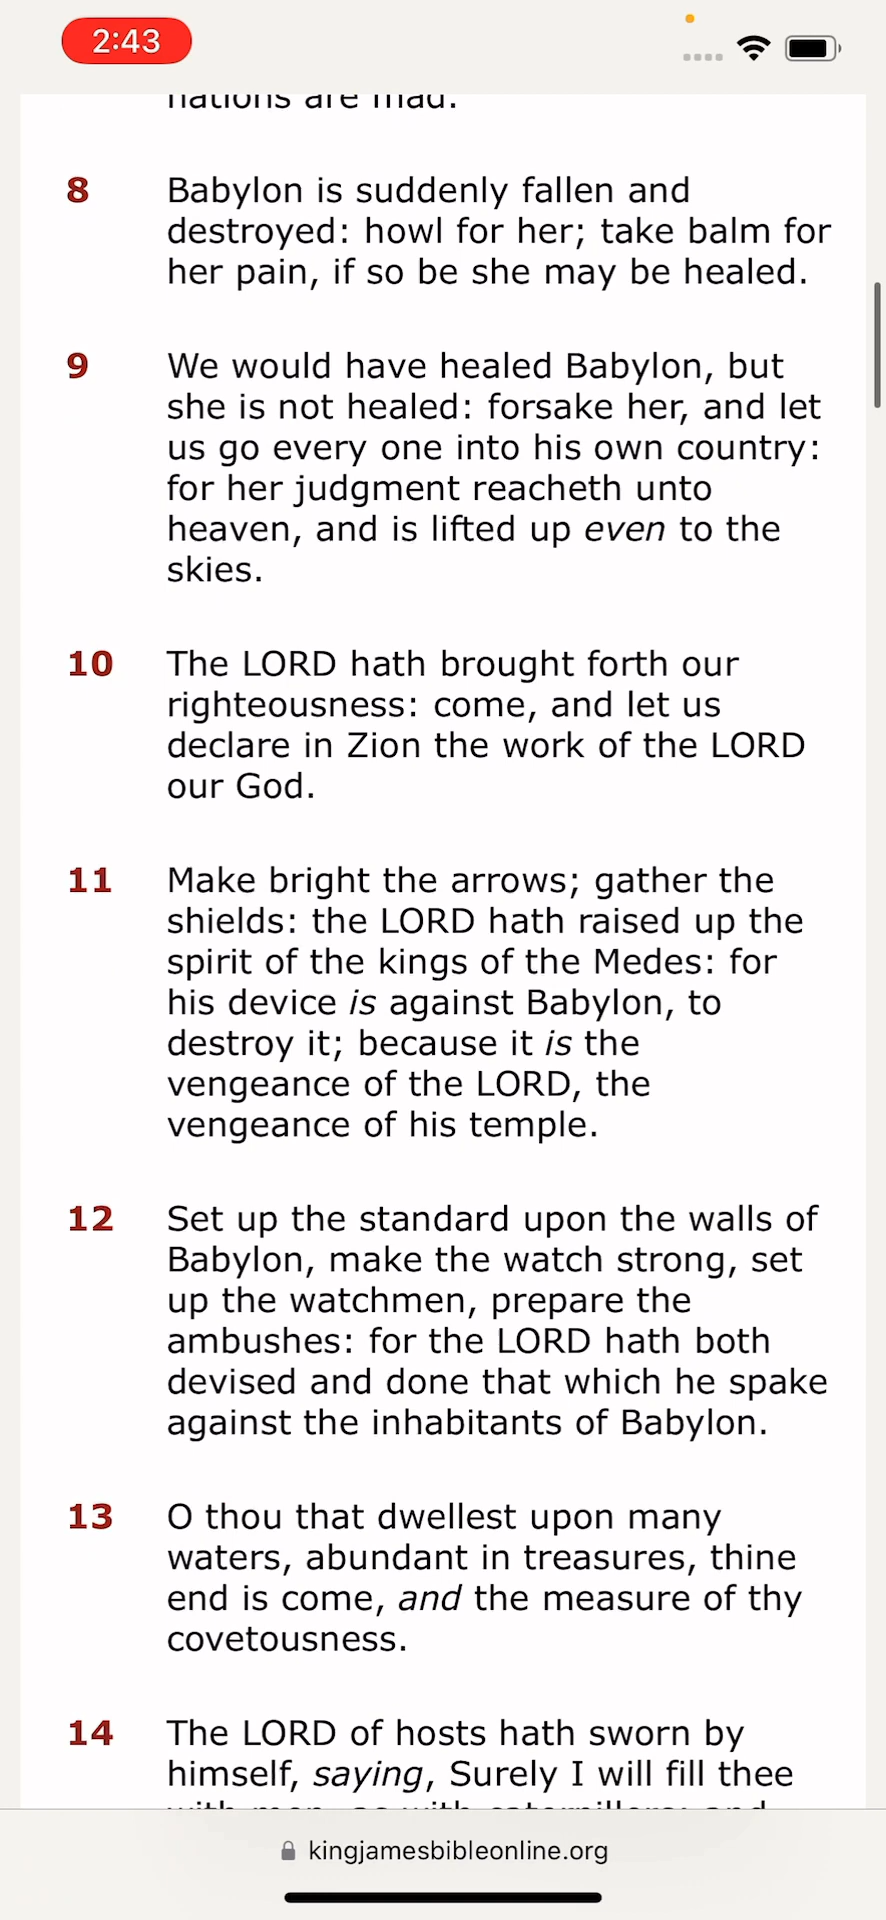 2:43
nations are mad.
8 Babylon is suddenly fallen and
destroyed: howl for her; take balm for
her pain, if so be she may be healed.
9 We would have healed Babylon, but
she is not healed: forsake her, and let
us go every one into his own country:
for her judgment reacheth unto
heaven, and is lifted up even to the
skies.
10 The LORD hath brought forth our
righteousness: come, and let us
declare in Zion the work of the LORD
our God.
11 Make bright the arrows; gather the
shields: the LORD hath raised up the
spirit of the kings of the Medes: for
his device is against Babylon, to
destroy it; because it is the
vengeance of the LORD, the
vengeance of his temple.
12 Set up the standard upon the walls of
Babylon, make the watch strong, set
up the watchmen, prepare the
ambushes: for the LORD hath both
devised and done that which he spake
against the inhabitants of Babylon.
13 O thou that dwellest upon many
waters, abundant in treasures, thine
end is come, and the measure of thy
covetousness.
14 The LORD of hosts hath sworn by
himself, saying, Surely I will fill thee
with men, as with caterpillers; and
kingjamesbibleonline.org